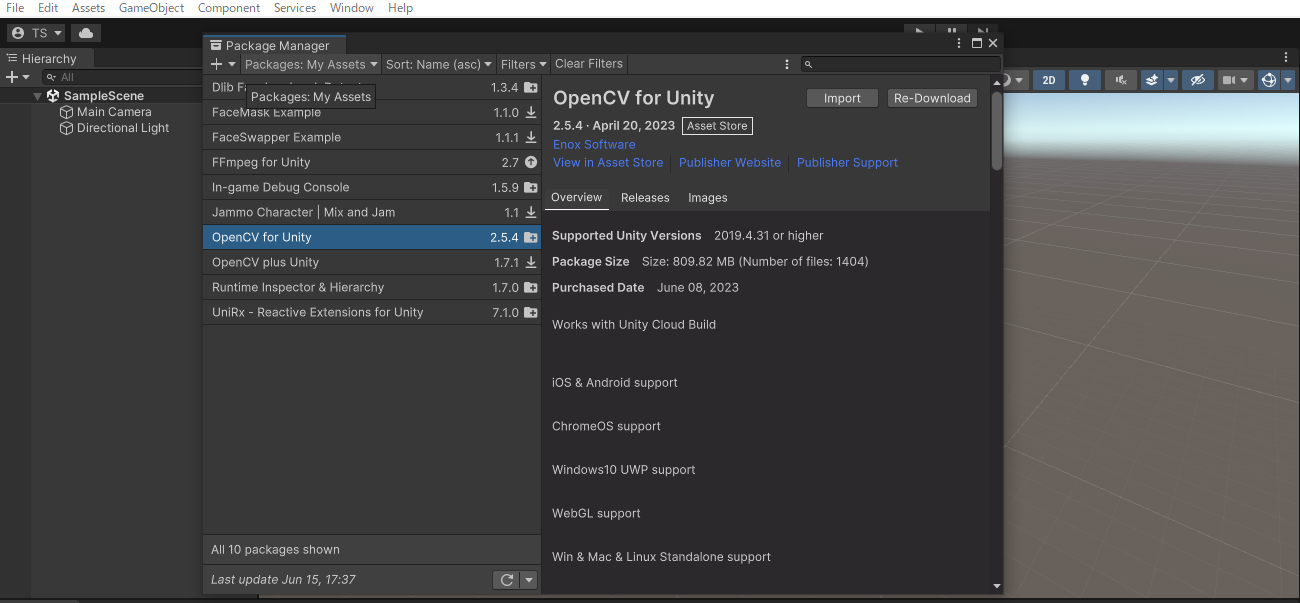 File Edit Assets GameObject Component Services Window Help
TS
Hierarchy
All
SampleScene
Main Camera
Directional Light
Package Manager
Packages: My Assets Sort: Name (asc) Filters Clear Filters
Dlib 1.3.4
Packages: My Assets
FaceMask Example 1.1.0
FaceSwapper Example 1.1.1
FFmpeg for Unity 2.7
In-game Debug Console 1.5.9
Jammo Character | Mix and Jam 1.1
OpenCV for Unity 2.5.4
OpenCV plus Unity 1.7.1
Runtime Inspector & Hierarchy 1.7.0
UniRx - Reactive Extensions for Unity 7.1.0
All 10 packages shown
Last update Jun 15, 17:37
OpenCV for Unity Import Re-Download
2.5.4 · April 20, 2023 Asset Store
Enox Software
View in Asset Store Publisher Website Publisher Support
Overview Releases Images
Supported Unity Versions 2019.4.31 or higher
Package Size Size: 809.82 MB (Number of files: 1404)
Purchased Date June 08, 2023
Works with Unity Cloud Build
iOS & Android support
ChromeOS support
Windows10 UWP support
WebGL support
Win & Mac & Linux Standalone support
2D